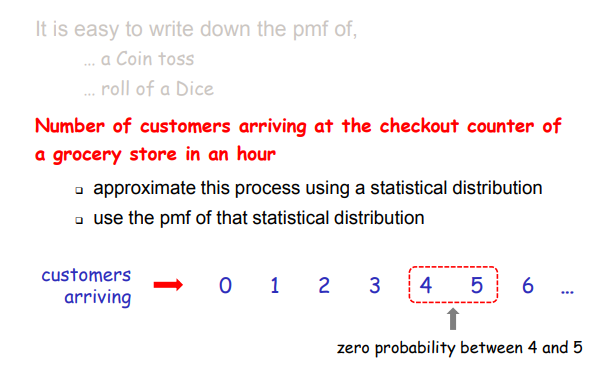 It is easy to write down the pmf of,
... a Coin toss
... roll of a Dice
Number of customers arriving at the checkout counter of
a grocery store in an hour
approximate this process using a statistical distribution
use the pmf of that statistical distribution
customers
arriving
0 1 2 3 4 5 6 ...
zero probability between 4 and 5